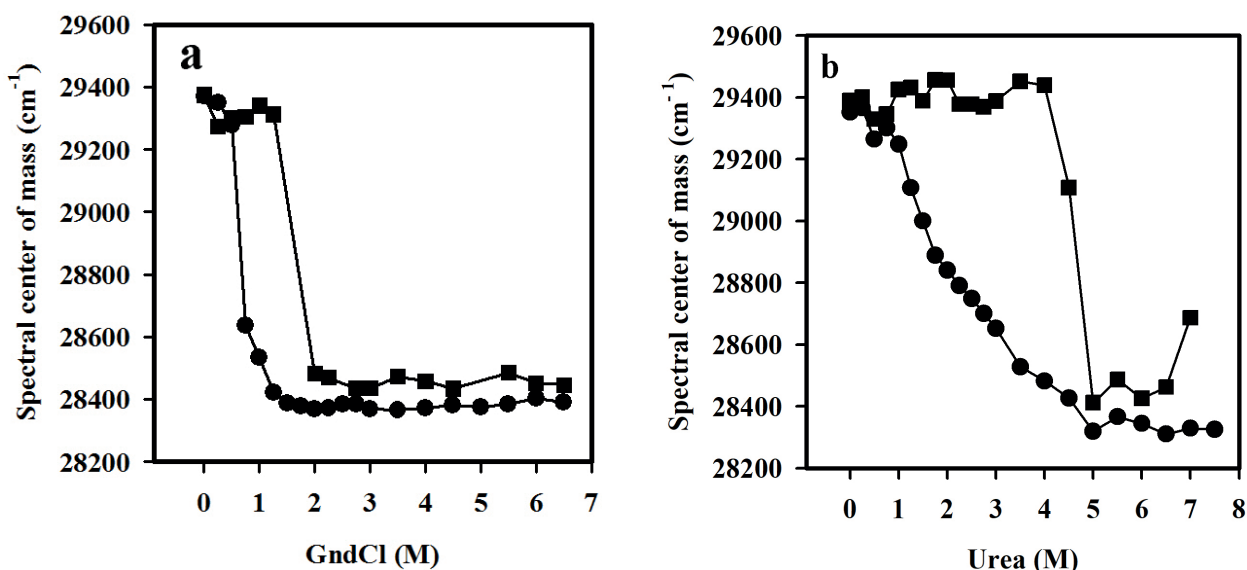 a
29600
29400
29200
29000
28800
28600
28400
28200
0 1 2 3 4 5 6 7
GndCl (M)
Spectral center of mass (cm-1)
b
29600
29400
29200
29000
28800
28600
28400
28200
0 1 2 3 4 5 6 7 8
Urea (M)
Spectral center of mass (cm-1)